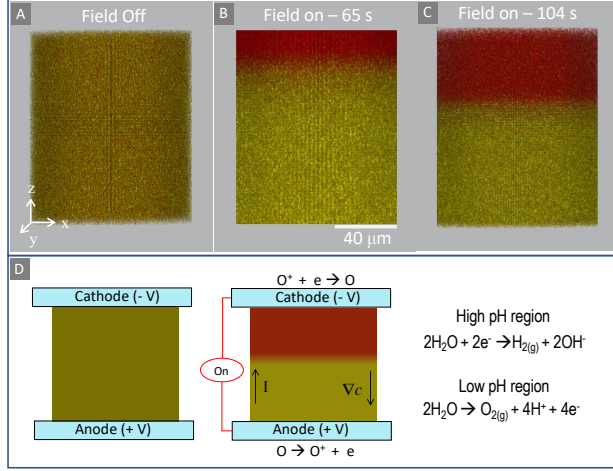 A
Field Off
B
Field on – 65 s
C
Field on – 104 s
z
x
y
40 μm
D
Cathode (- V)
Anode (+ V)
O⁺ + e → O
Cathode (- V)
On
I
∇c
Anode (+ V)
O → O⁺ + e
High pH region
2H₂O + 2e⁻ → H₂(g) + 2OH⁻
Low pH region
2H₂O → O₂(g) + 4H⁺ + 4e⁻